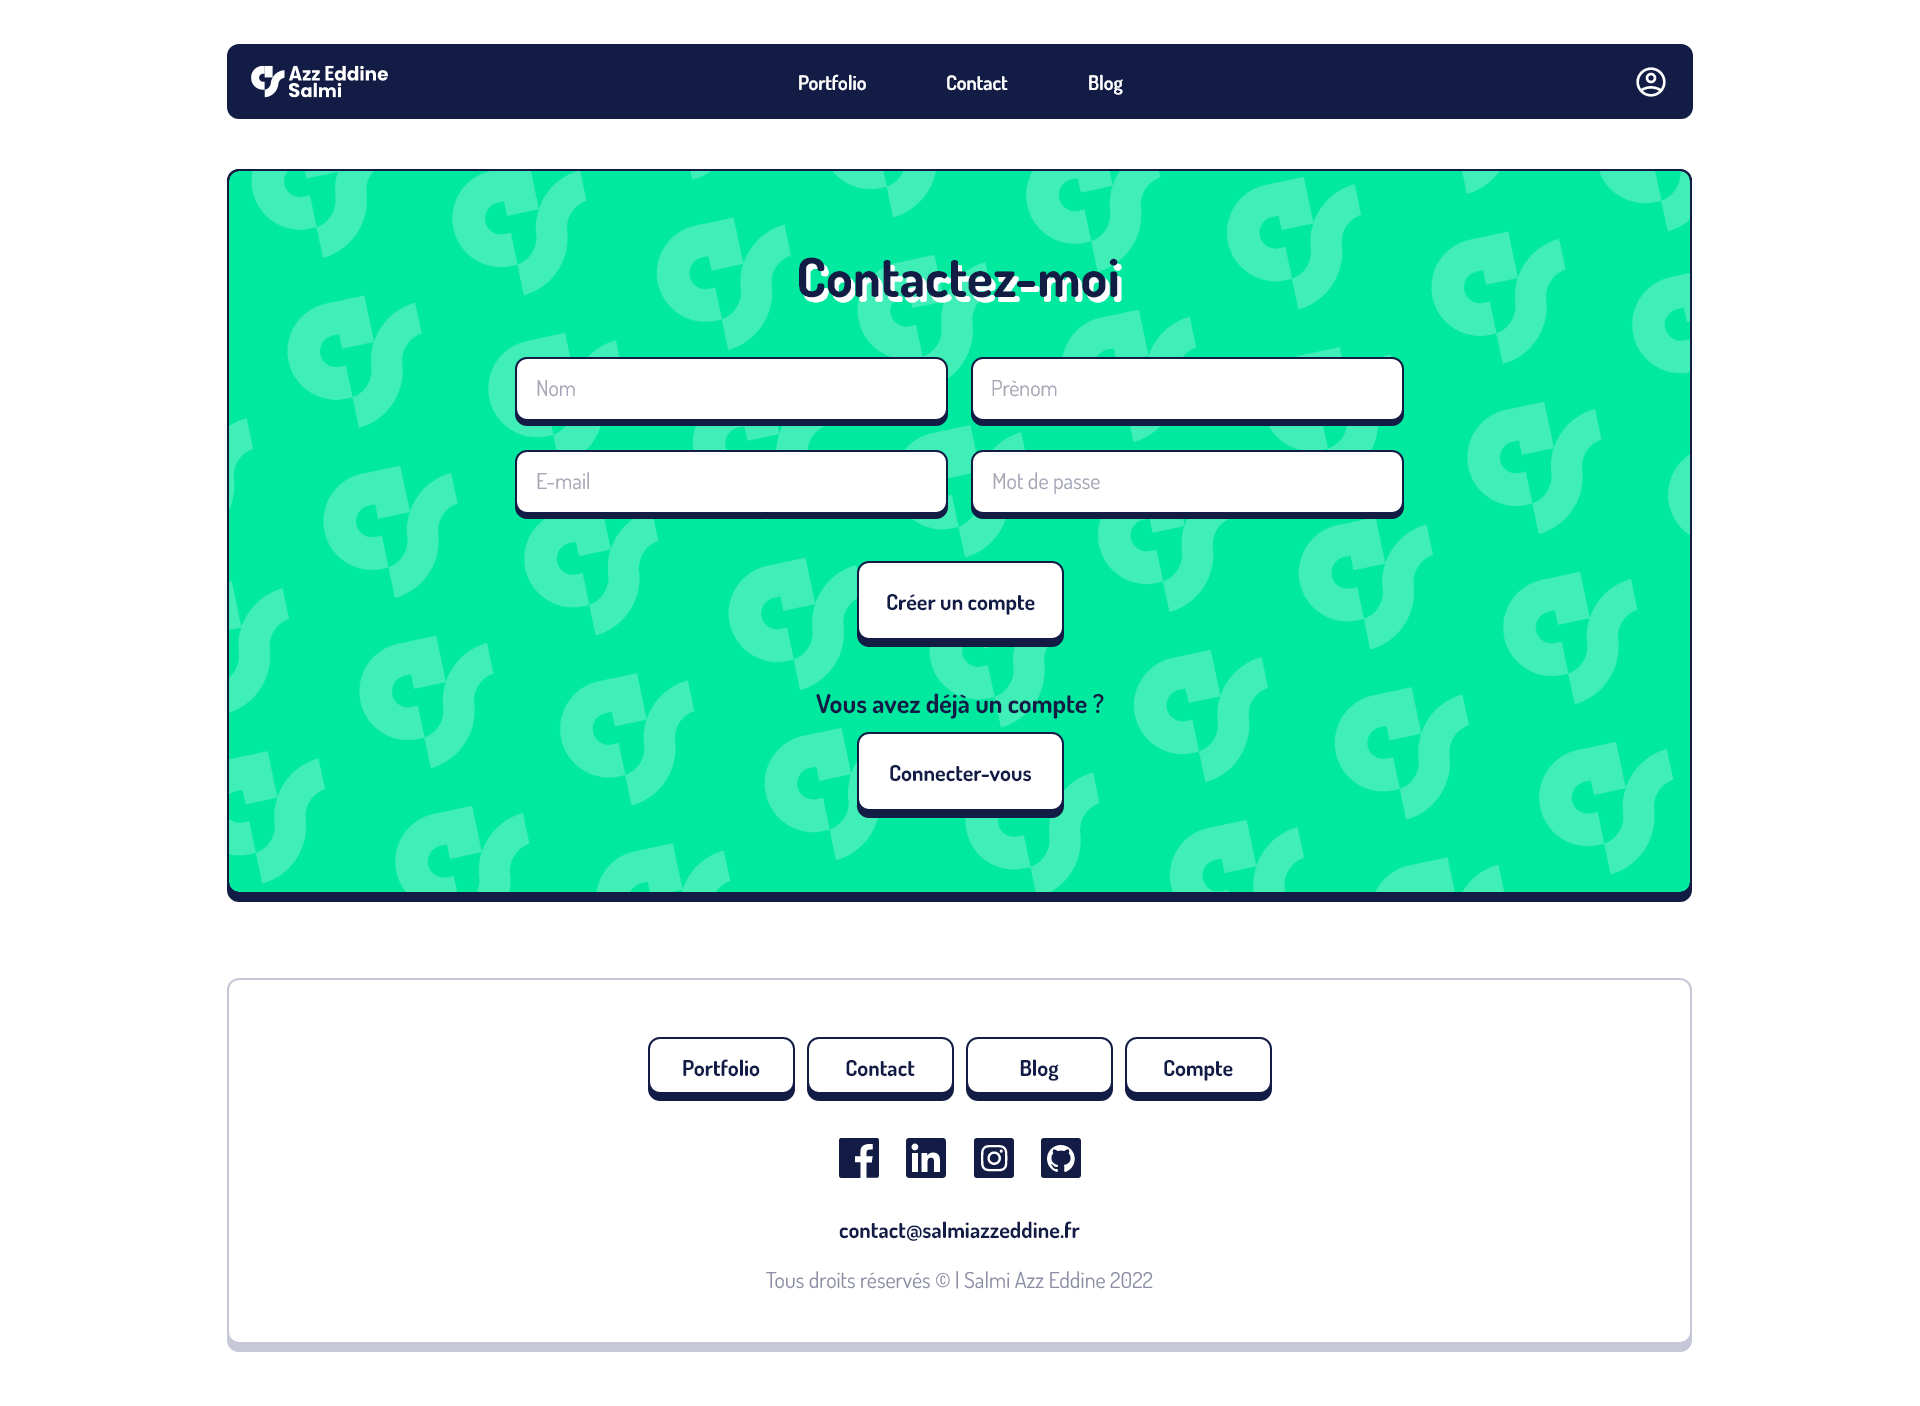 Azz Eddine
Salmi
Portfolio
Contact
Blog
Contactez-moi
Nom
Prènom
E-mail
Mot de passe
Créer un compte
Vous avez déjà un compte ?
Connecter-vous
Portfolio
Contact
Blog
Compte
contact@salmiazzeddine.fr
Tous droits réservés © | Salmi Azz Eddine 2022